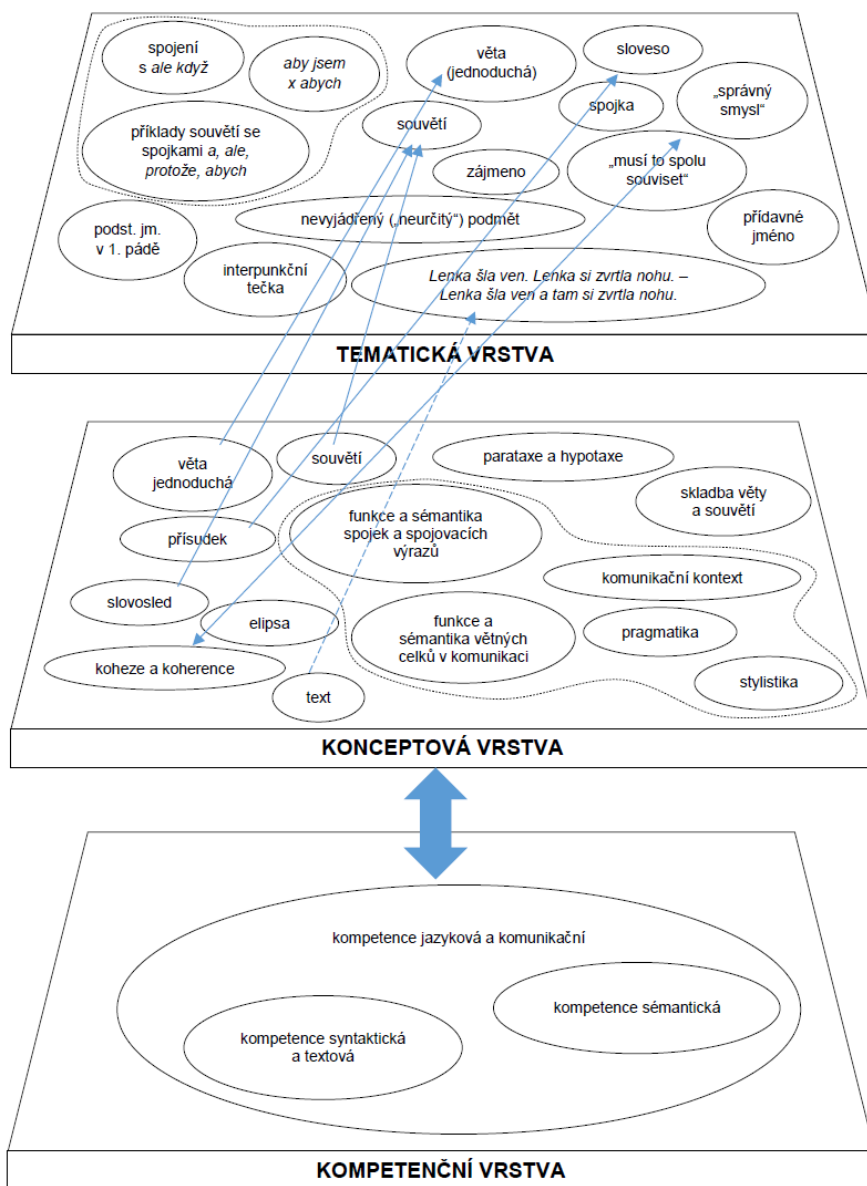 spojení
s ale když
aby jsem
x abych
věta
(jednoduchá)
sloveso
spojka
„správný
smysl“
příklady souvětí se
spojkami a, ale,
protože, abych
souvětí
zájmeno
„musí to spolu
souviset“
podst. jm.
v 1. pádě
nevyjádřený („neurčitý“) podmět
přídavné
jméno
interpunkční
tečka
Lenka šla ven. Lenka si zvrtla nohu. –
Lenka šla ven a tam si zvrtla nohu.
TEMATICKÁ VRSTVA
věta
jednoduchá
souvětí
parataxe a hypotaxe
skladba věty
a souvětí
přísudek
funkce a sémantika
spojek a spojovacích
výrazů
komunikační kontext
slovosled
elipsa
funkce a
sémantika větných
celků v komunikaci
pragmatika
koheze a koherence
text
stylistika
KONCEPTOVÁ VRSTVA
kompetence jazyková a komunikační
kompetence sémantická
kompetence syntaktická
a textová
KOMPETENČNÍ VRSTVA